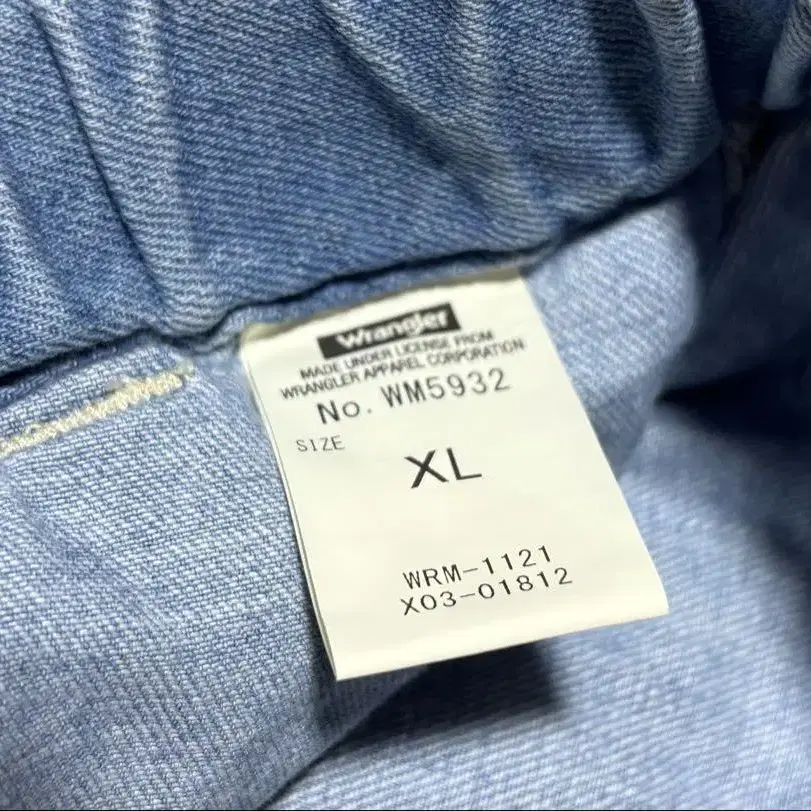 Wrangler
MADE UNDER LICENSE FROM
WRANGLER APPAREL CORPORATION
No. WM5932
SIZE
XL
WRM-1121
X03-01812